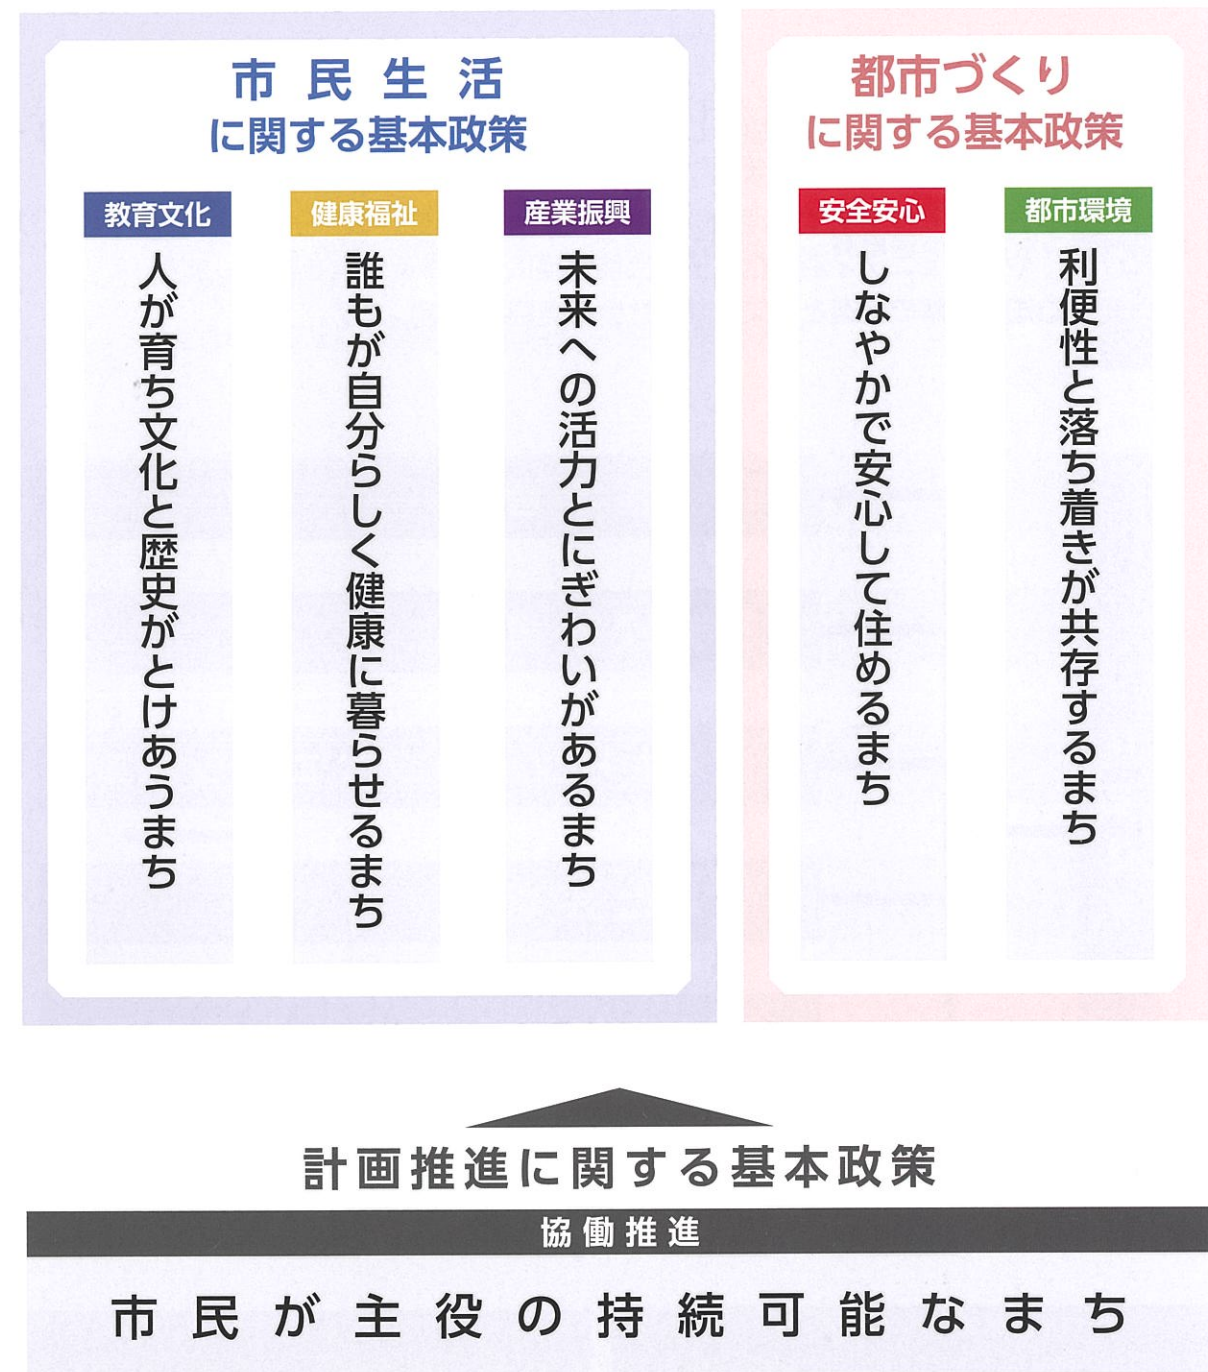 市民生活
に関する基本政策
教育文化
人が育ち文化と歴史がとけあうまち
健康福祉
誰もが自分らしく健康に暮らせるまち
産業振興
未来への活力とにぎわいがあるまち
都市づくり
に関する基本政策
安全安心
しなやかで安心して住めるまち
都市環境
利便性と落ち着きが共存するまち
計画推進に関する基本政策
協働推進
市民が主役の持続可能なまち